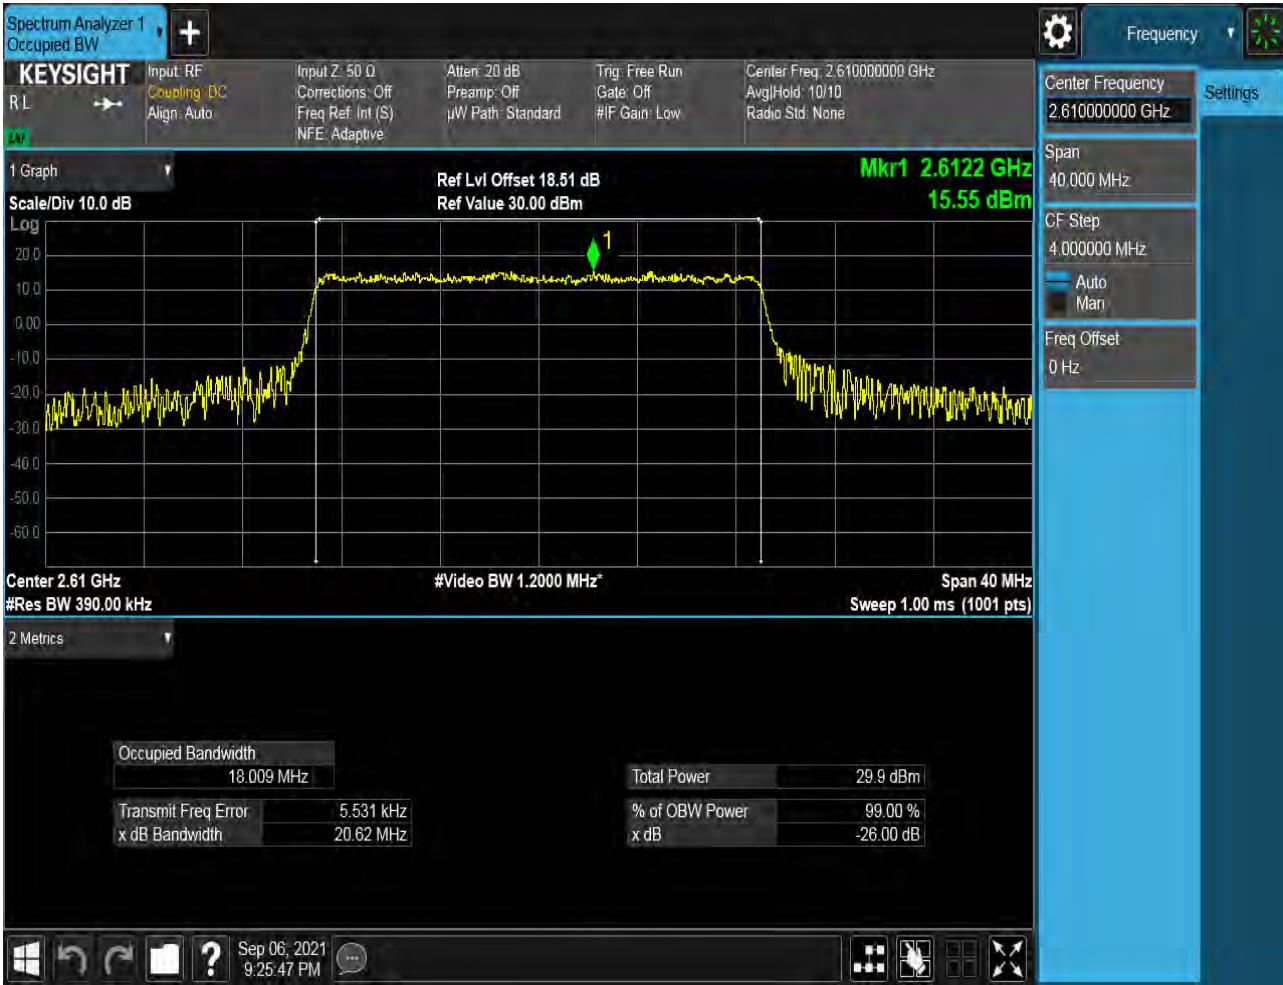 Spectrum Analyzer 1
Occupied BW
Frequency
KEYSIGHT
R L
Input: RF
Coupling: DC
Align: Auto
Input Z: 50 Ω
Corrections: Off
Freq Ref: Int (S)
NFE: Adaptive
Atten: 20 dB
Preamp: Off
µW Path: Standard
Trig: Free Run
Gate: Off
#IF Gain: Low
Center Freq: 2.610000000 GHz
Avg|Hold: 10/10
Radio Std: None
Center Frequency
2.610000000 GHz
Settings
Span
40.000 MHz
CF Step
4.000000 MHz
Auto
Man
Freq Offset
0 Hz
1 Graph
Scale/Div 10.0 dB
Ref Lvl Offset 18.51 dB
Ref Value 30.00 dBm
Mkr1 2.6122 GHz
15.55 dBm
Log
1
20.0
10.0
0.00
-10.0
-20.0
-30.0
-40.0
-50.0
-60.0
Center 2.61 GHz
#Video BW 1.2000 MHz*
Span 40 MHz
#Res BW 390.00 kHz
Sweep 1.00 ms (1001 pts)
2 Metrics
Occupied Bandwidth
18.009 MHz
Total Power 29.9 dBm
Transmit Freq Error 5.531 kHz
% of OBW Power 99.00 %
x dB Bandwidth 20.62 MHz
x dB -26.00 dB
?
Sep 06, 2021
9:25:47 PM